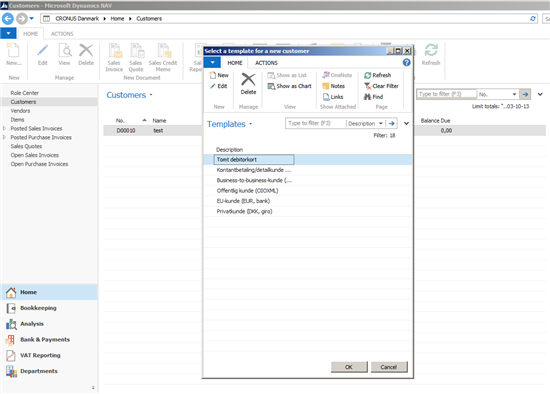 Customers - Microsoft Dynamics NAV
CRONUS Danmark
Home
Customers
HOME
ACTIONS
New...
Edit
Delete
Manage
Sales Invoice
Sales Quote
Sales Credit Memo
New Document
Refresh
Role Center
Customers
Vendors
Items
Posted Sales Invoices
Posted Purchase Invoices
Sales Quotes
Open Sales Invoices
Open Purchase Invoices
Customers
Type to filter (F3)
No.
Limit totals: "...03-10-13
No.
Name
Balance Due
D00010
test
0,00
Select a template for a new customer
HOME
ACTIONS
New
Edit
Delete
Manage
Show as List
Show as Chart
View
OneNote
Notes
Links
Show Attached
Refresh
Clear Filter
Find
Page
Templates
Type to filter (F3)
Description
Filter: 18
Description
Tomt debitorkort
Kontantbetaling/detailkunde ...
Business-to-business-kunde (...
Offentlig kunde (OIOXML)
EU-kunde (EUR, bank)
Privatkunde (DKK, giro)
OK
Cancel
Home
Bookkeeping
Analysis
Bank & Payments
VAT Reporting
Departments